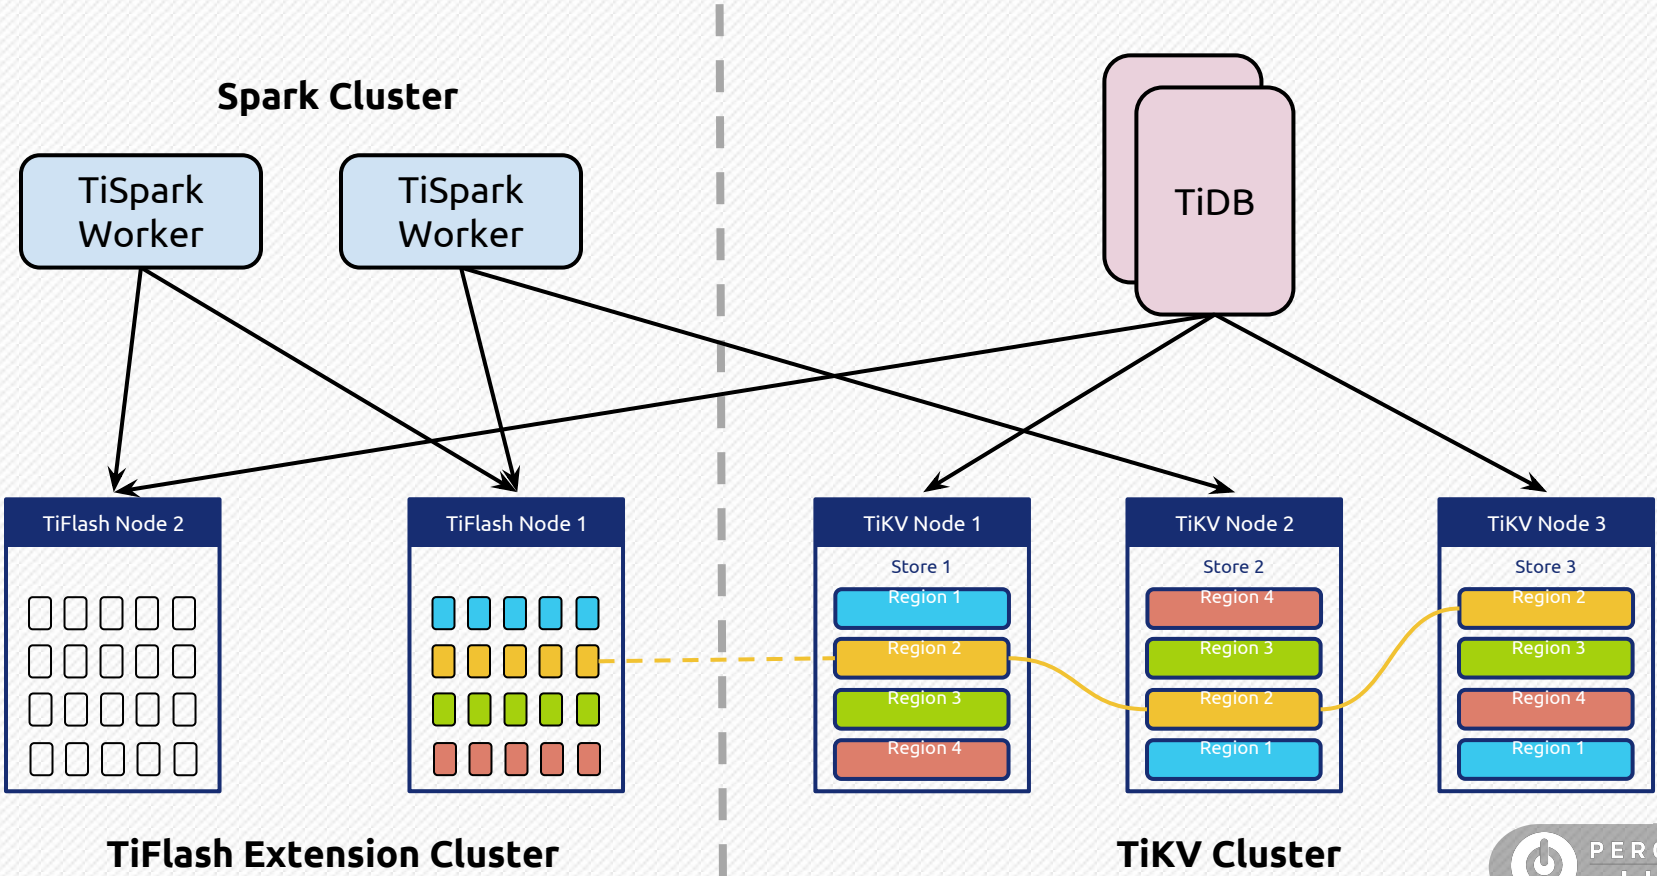 Spark Cluster
TiSpark
Worker
TiSpark
Worker
TiDB
TiFlash Node 2
TiFlash Node 1
TiKV Node 1
Store 1
Region 1
Region 2
Region 3
Region 4
TiKV Node 2
Store 2
Region 4
Region 3
Region 2
Region 1
TiKV Node 3
Store 3
Region 2
Region 3
Region 4
Region 1
TiFlash Extension Cluster
TiKV Cluster